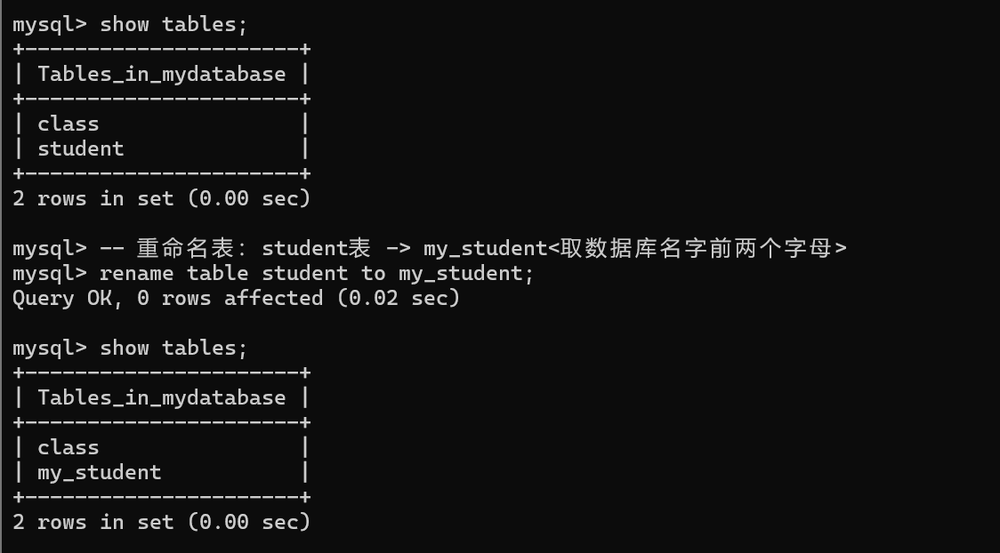 mysql> show tables;
+----------------------+
| Tables_in_mydatabase |
+----------------------+
| class                |
| student              |
+----------------------+
2 rows in set (0.00 sec)
mysql> -- 重命名表：student表 -> my_student<取数据库名字前两个字母>
mysql> rename table student to my_student;
Query OK, 0 rows affected (0.02 sec)
mysql> show tables;
+----------------------+
| Tables_in_mydatabase |
+----------------------+
| class                |
| my_student           |
+----------------------+
2 rows in set (0.00 sec)